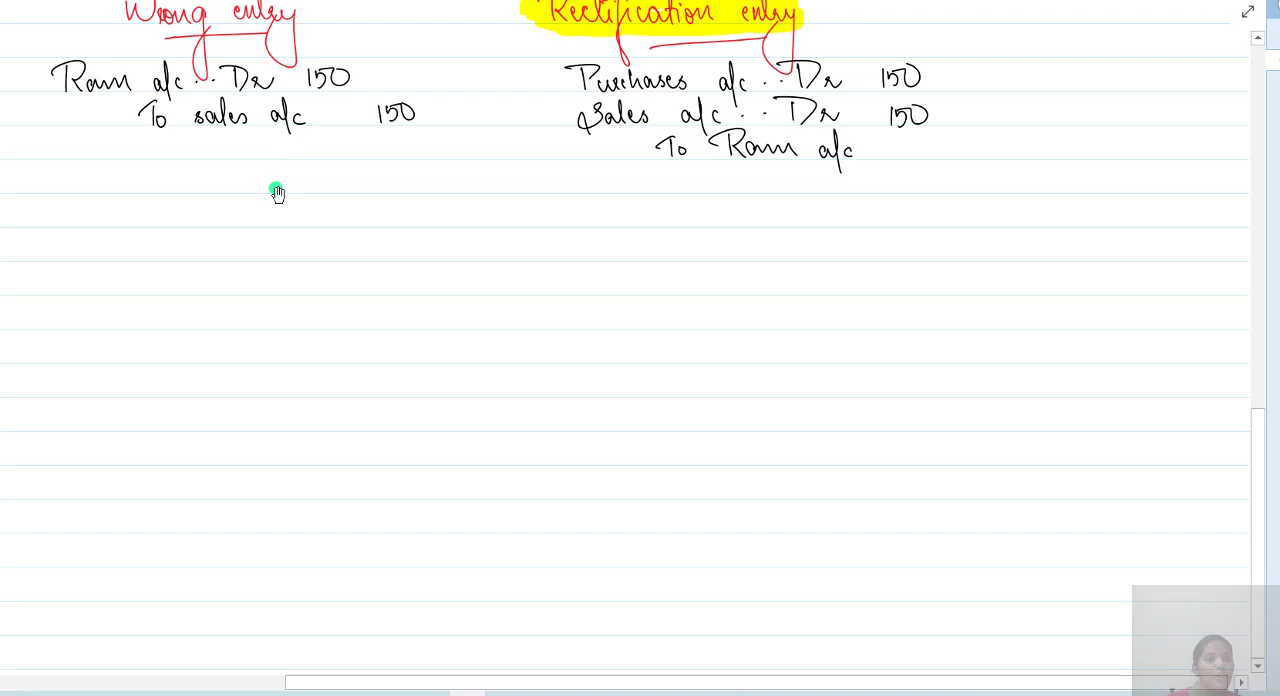 Wrong entry Rectification entry
Ram a/c .. Dr 150 Purchases a/c .. Dr 150
To sales a/c 150 Sales a/c .. Dr 150
To Ram a/c